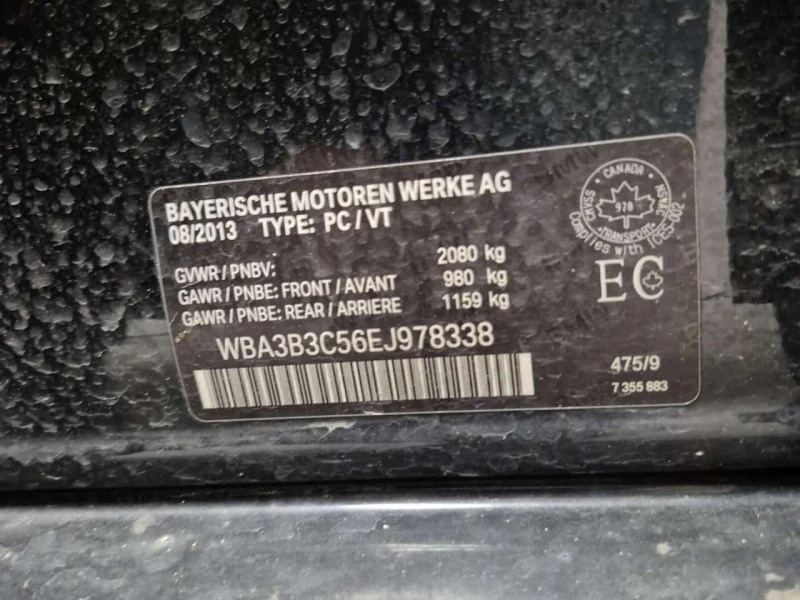 BAYERISCHE MOTOREN WERKE AG
08/2013 TYPE: PC / VT
GVWR / PNBV: 2080 kg
GAWR / PNBE: FRONT / AVANT 980 kg
GAWR / PNBE: REAR / ARRIERE 1159 kg
WBA3B3C56EJ978338
CANADA
CMVSS
NSVAC
978
TRANSPORT
Complies with ICES-002
EC
475/9
7 355 883